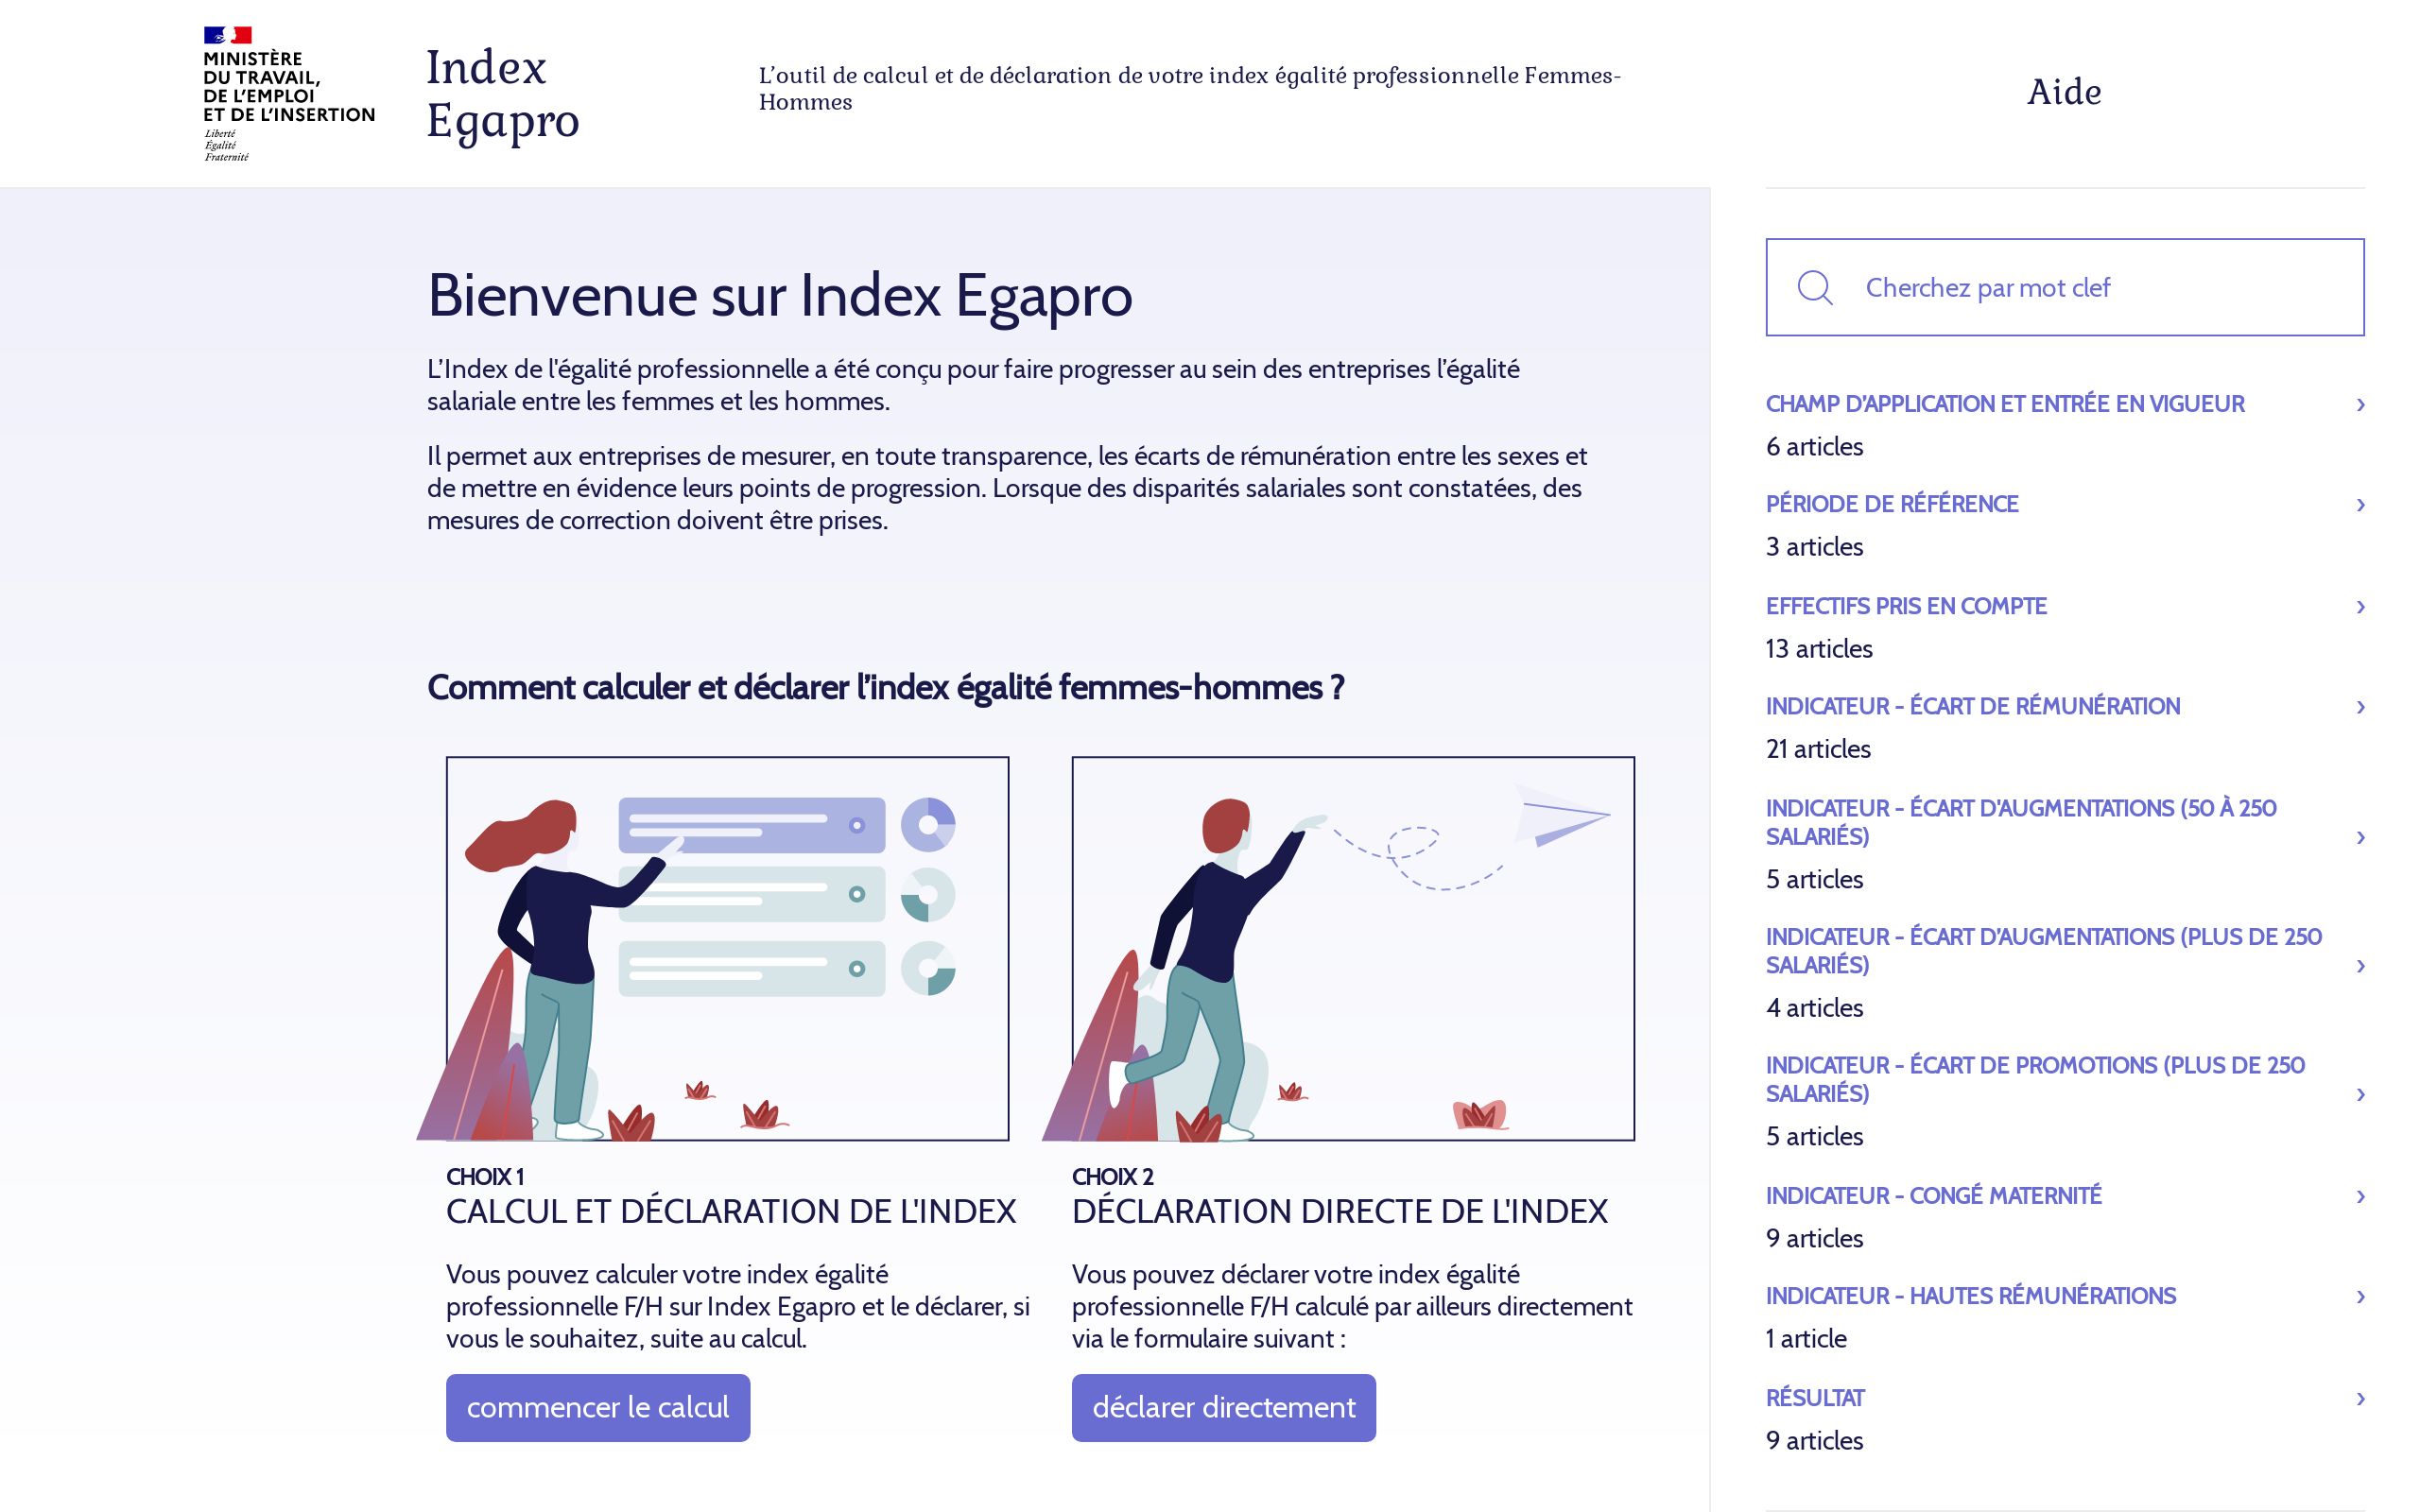 MINISTÈRE
DU TRAVAIL,
DE L'EMPLOI
ET DE L'INSERTION
Liberté
Égalité
Fraternité
Index
Egapro
L’outil de calcul et de déclaration de votre index égalité professionnelle Femmes-
Hommes
Bienvenue sur Index Egapro
L’Index de l'égalité professionnelle a été conçu pour faire progresser au sein des entreprises l’égalité
salariale entre les femmes et les hommes.
Il permet aux entreprises de mesurer, en toute transparence, les écarts de rémunération entre les sexes et
de mettre en évidence leurs points de progression. Lorsque des disparités salariales sont constatées, des
mesures de correction doivent être prises.
Comment calculer et déclarer l’index égalité femmes-hommes ?
CHOIX 1
CALCUL ET DÉCLARATION DE L'INDEX
Vous pouvez calculer votre index égalité
professionnelle F/H sur Index Egapro et le déclarer, si
vous le souhaitez, suite au calcul.
commencer le calcul
CHOIX 2
DÉCLARATION DIRECTE DE L'INDEX
Vous pouvez déclarer votre index égalité
professionnelle F/H calculé par ailleurs directement
via le formulaire suivant :
déclarer directement
Aide
Cherchez par mot clef
CHAMP D’APPLICATION ET ENTRÉE EN VIGUEUR ›
6 articles
PÉRIODE DE RÉFÉRENCE ›
3 articles
EFFECTIFS PRIS EN COMPTE ›
13 articles
INDICATEUR - ÉCART DE RÉMUNÉRATION ›
21 articles
INDICATEUR - ÉCART D'AUGMENTATIONS (50 À 250
SALARIÉS) ›
5 articles
INDICATEUR - ÉCART D’AUGMENTATIONS (PLUS DE 250
SALARIÉS) ›
4 articles
INDICATEUR - ÉCART DE PROMOTIONS (PLUS DE 250
SALARIÉS) ›
5 articles
INDICATEUR - CONGÉ MATERNITÉ ›
9 articles
INDICATEUR - HAUTES RÉMUNÉRATIONS ›
1 article
RÉSULTAT ›
9 articles